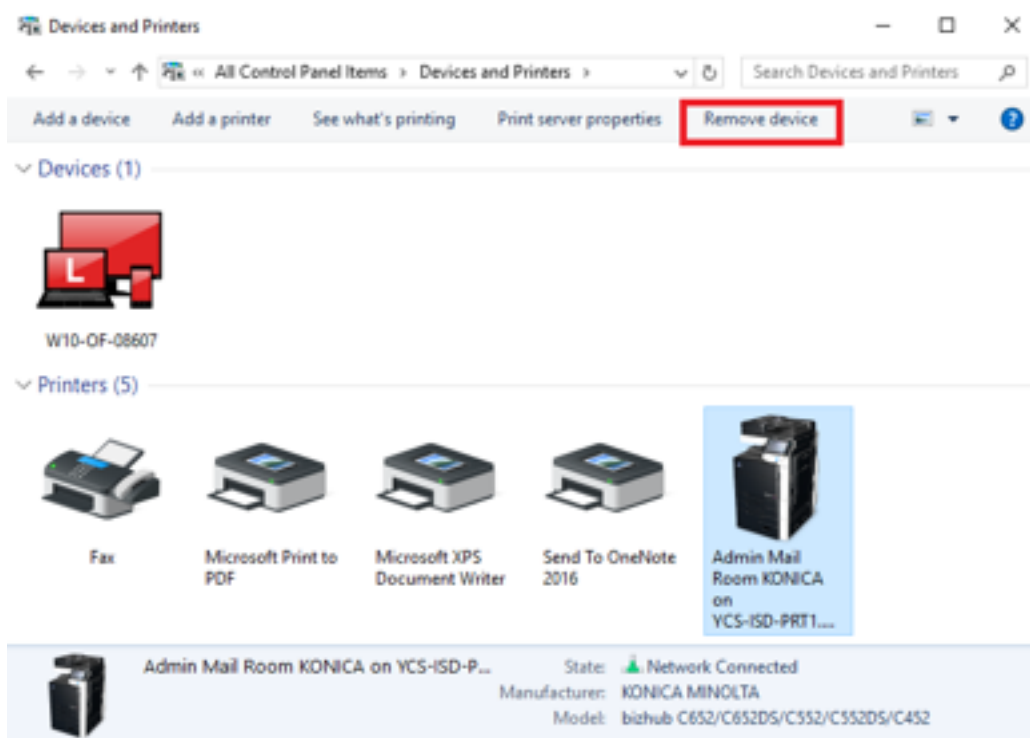 Devices and Printers
« All Control Panel Items › Devices and Printers ›
Search Devices and Printers
Add a device Add a printer See what's printing Print server properties Remove device
Devices (1)
L
W10-OF-08607
Printers (5)
Fax
Microsoft Print to
PDF
Microsoft XPS
Document Writer
Send To OneNote
2016
Admin Mail
Room KONICA
on
YCS-ISD-PRT1....
Admin Mail Room KONICA on YCS-ISD-P...
State: Network Connected
Manufacturer: KONICA MINOLTA
Model: bizhub C652/C652DS/C552/C552DS/C452